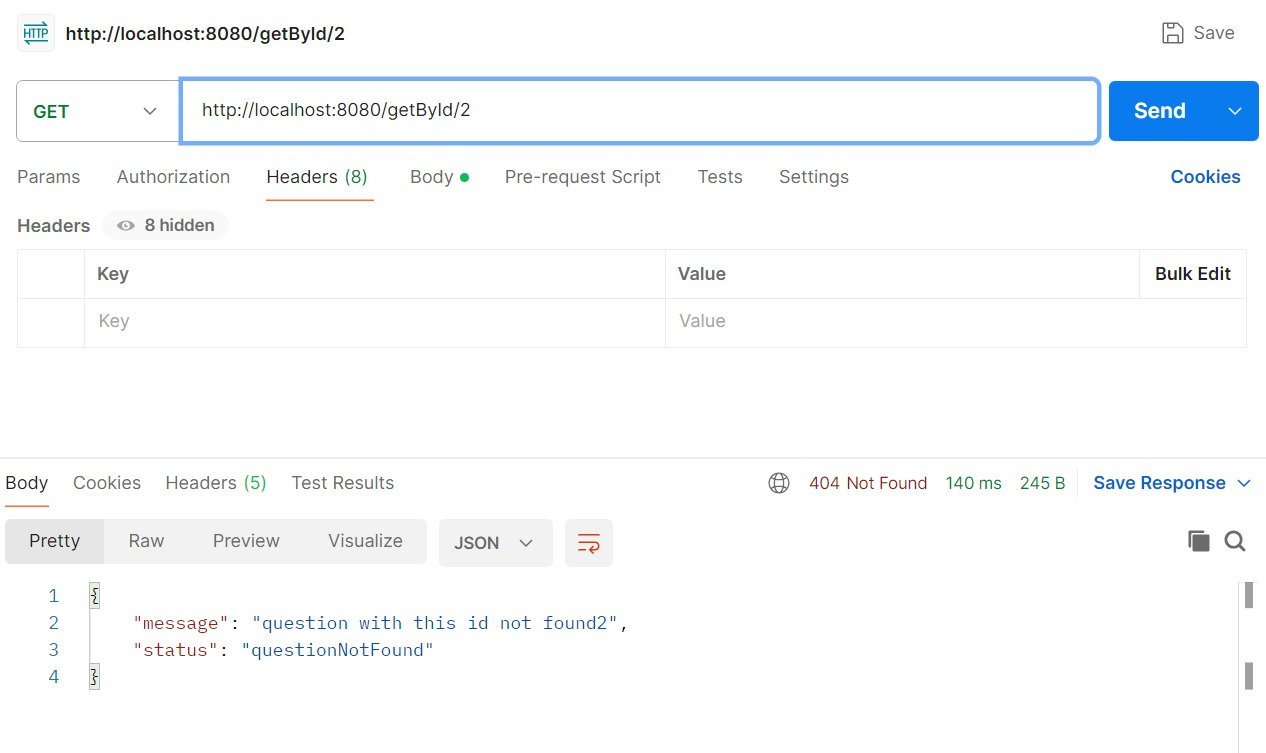 HTTP http://localhost:8080/getById/2 Save
GET http://localhost:8080/getById/2 Send
Params Authorization Headers (8) Body Pre-request Script Tests Settings Cookies
Headers 8 hidden
Key Value Bulk Edit
Key Value
Body Cookies Headers (5) Test Results 404 Not Found 140 ms 245 B Save Response
Pretty Raw Preview Visualize JSON
1 {
2 "message": "question with this id not found2",
3 "status": "questionNotFound"
4 }